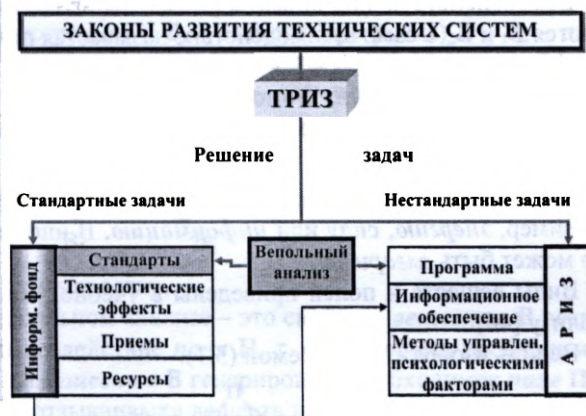 ЗАКОНЫ РАЗВИТИЯ ТЕХНИЧЕСКИХ СИСТЕМ
ТРИЗ
Решение задач
Стандартные задачи
Нестандартные задачи
Информ. фонд
Стандарты
Технологические
эффекты
Приемы
Ресурсы
Вепольный
анализ
Программа
Информационное
обеспечение
Методы управлен.
психологическими
факторами
А Р И З